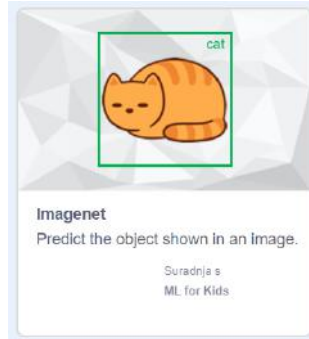 cat
Imagenet
Predict the object shown in an image.
Suradnja s
ML for Kids